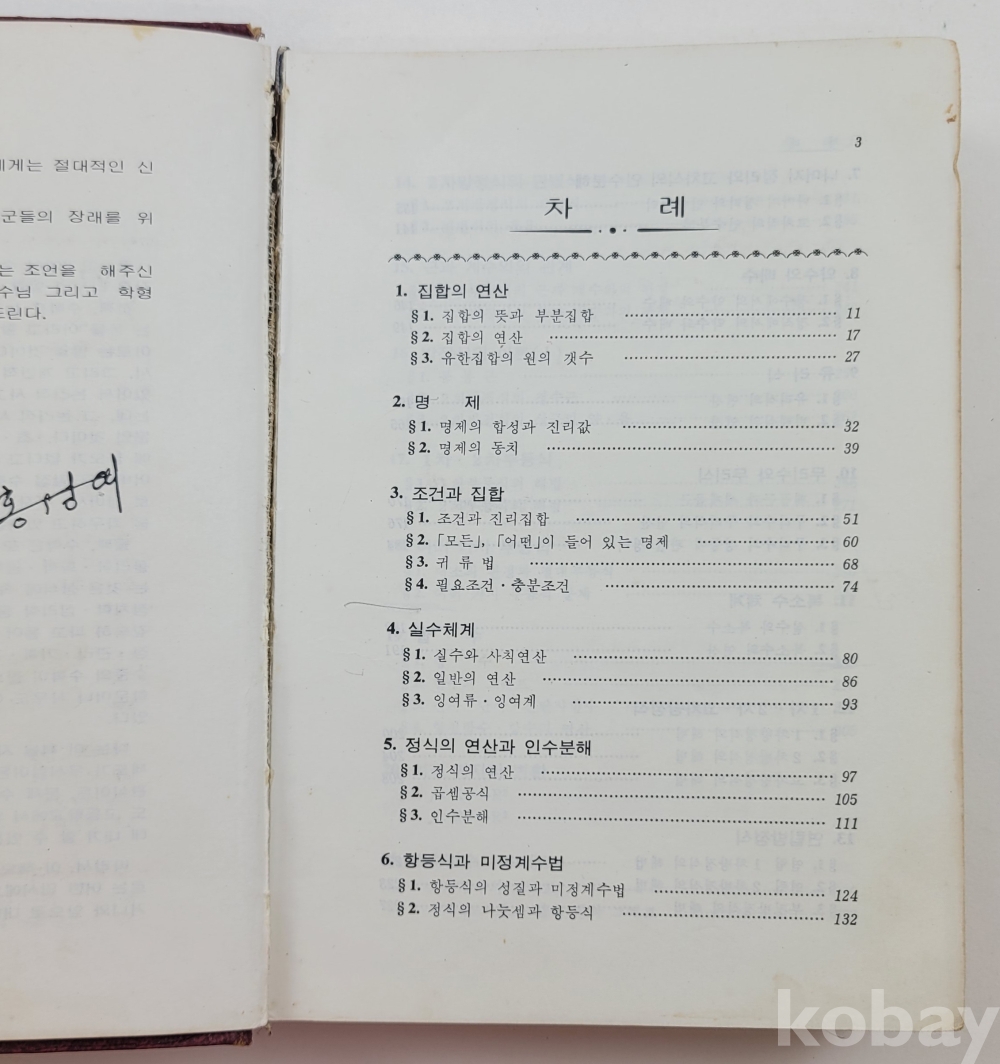 에게는 절대적인 신
군들의 장래를 위
는 조언을 해주신
수님 그리고 학형
드린다.
홍성예
3
차 례
1. 집합의 연산
§1. 집합의 뜻과 부분집합 11
§2. 집합의 연산 17
§3. 유한집합의 원의 갯수 27
2. 명 제
§1. 명제의 합성과 진리값 32
§2. 명제의 동치 39
3. 조건과 집합
§1. 조건과 진리집합 51
§2. 「모든」, 「어떤」이 들어 있는 명제 60
§3. 귀 류 법 68
§4. 필요조건·충분조건 74
4. 실수체계
§1. 실수와 사칙연산 80
§2. 일반의 연산 86
§3. 잉여류·잉여계 93
5. 정식의 연산과 인수분해
§1. 정식의 연산 97
§2. 곱셈공식 105
§3. 인수분해 111
6. 항등식과 미정계수법
§1. 항등식의 성질과 미정계수법 124
§2. 정식의 나눗셈과 항등식 132
kobay